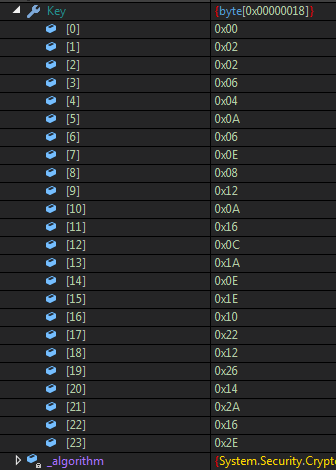 Key {byte[0x00000018]}
[0] 0x00
[1] 0x02
[2] 0x02
[3] 0x06
[4] 0x04
[5] 0x0A
[6] 0x06
[7] 0x0E
[8] 0x08
[9] 0x12
[10] 0x0A
[11] 0x16
[12] 0x0C
[13] 0x1A
[14] 0x0E
[15] 0x1E
[16] 0x10
[17] 0x22
[18] 0x12
[19] 0x26
[20] 0x14
[21] 0x2A
[22] 0x16
[23] 0x2E
_algorithm {System.Security.Crypto